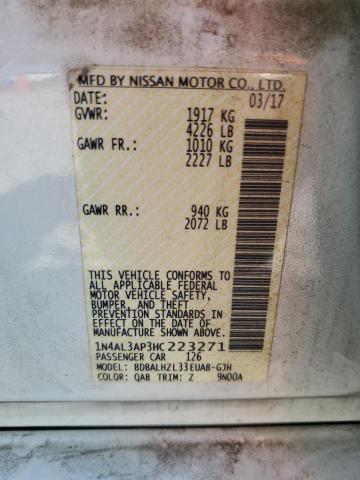 MFD BY NISSAN MOTOR CO., LTD.
DATE: 03/17
GVWR: 1917 KG
4226 LB
GAWR FR.: 1010 KG
2227 LB
GAWR RR.: 940 KG
2072 LB
THIS VEHICLE CONFORMS TO
ALL APPLICABLE FEDERAL
MOTOR VEHICLE SAFETY,
BUMPER, AND THEFT
PREVENTION STANDARDS IN
EFFECT ON THE DATE OF
MANUFACTURE SHOWN ABOVE.
1N4AL3AP3HC223271
PASSENGER CAR 126
MODEL: BDBALHZL33EUAB-GJH
COLOR: QAB TRIM: Z 9N00A